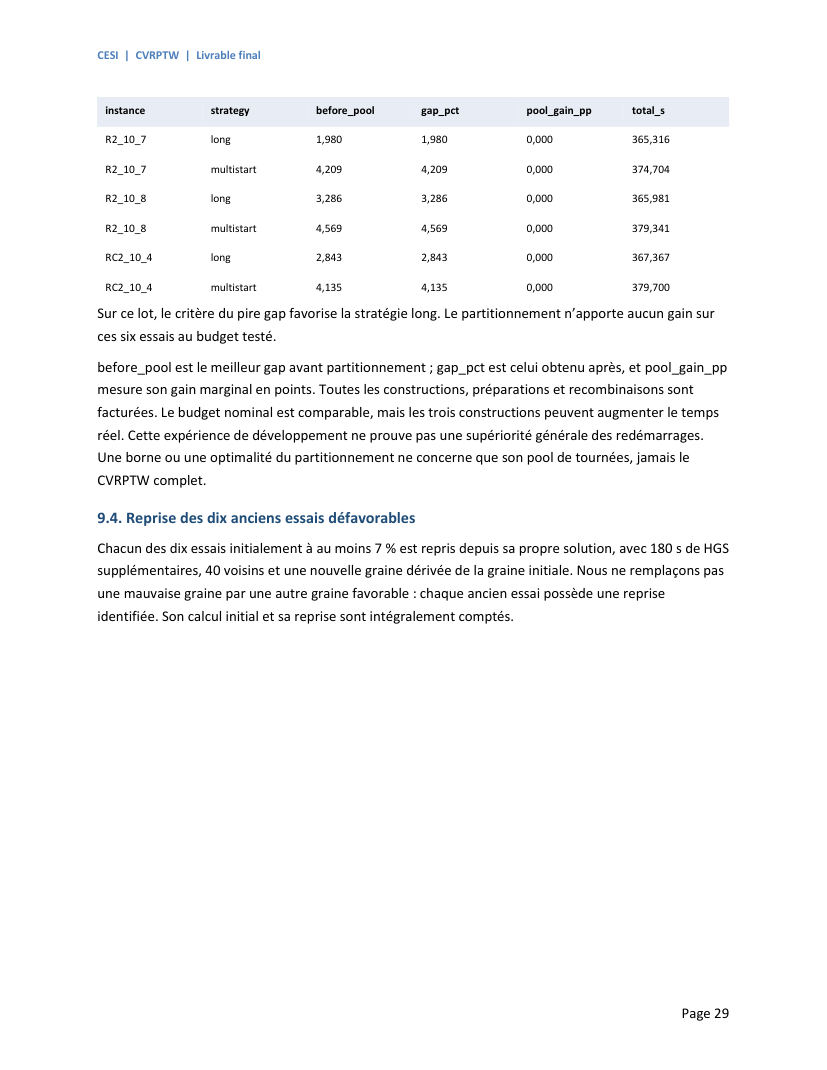 CESI | CVRPTW | Livrable final
instance strategy before_pool gap_pct pool_gain_pp total_s
R2_10_7 long 1,980 1,980 0,000 365,316
R2_10_7 multistart 4,209 4,209 0,000 374,704
R2_10_8 long 3,286 3,286 0,000 365,981
R2_10_8 multistart 4,569 4,569 0,000 379,341
RC2_10_4 long 2,843 2,843 0,000 367,367
RC2_10_4 multistart 4,135 4,135 0,000 379,700
Sur ce lot, le critère du pire gap favorise la stratégie long. Le partitionnement n’apporte aucun gain sur
ces six essais au budget testé.
before_pool est le meilleur gap avant partitionnement ; gap_pct est celui obtenu après, et pool_gain_pp
mesure son gain marginal en points. Toutes les constructions, préparations et recombinaisons sont
facturées. Le budget nominal est comparable, mais les trois constructions peuvent augmenter le temps
réel. Cette expérience de développement ne prouve pas une supériorité générale des redémarrages.
Une borne ou une optimalité du partitionnement ne concerne que son pool de tournées, jamais le
CVRPTW complet.
9.4. Reprise des dix anciens essais défavorables
Chacun des dix essais initialement à au moins 7 % est repris depuis sa propre solution, avec 180 s de HGS
supplémentaires, 40 voisins et une nouvelle graine dérivée de la graine initiale. Nous ne remplaçons pas
une mauvaise graine par une autre graine favorable : chaque ancien essai possède une reprise
identifiée. Son calcul initial et sa reprise sont intégralement comptés.
Page 29